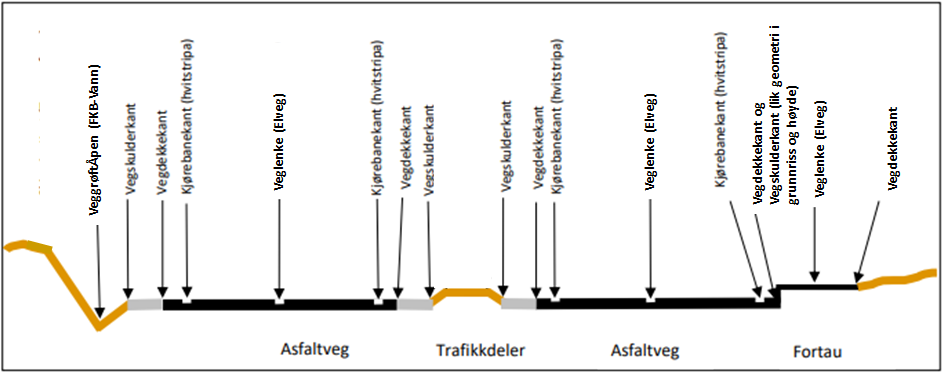 VeggrøftÅpen (FKB-Vann)
Vegskulderkant
Vegdekkekant
Kjørebanekant (hvitstripa)
Veglenke (Elveg)
Kjørebanekant (hvitstripa)
Vegdekkekant
Vegskulderkant
Vegskulderkant
Vegdekkekant
Kjørebanekant (hvitstripa)
Veglenke (Elveg)
Kjørebanekant (hvitstripa)
Vegdekkekant og
Vegskulderkant (lik geometri i
grunnriss og høyde)
Veglenke (Elveg)
Vegdekkekant
Asfaltveg
Trafikkdeler
Asfaltveg
Fortau